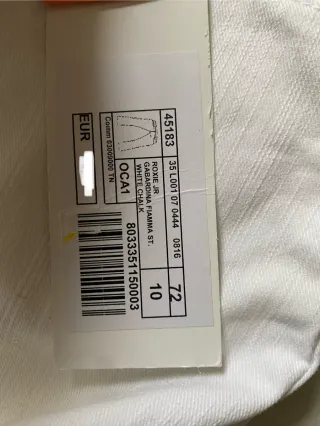 45183
35 L001 07 0444 0816
72
ROXIE JR
GABARDINA FIAMMA ST.
WHITE CHALK
10
OCA1
Comm 03009000 TN
EUR
8033351150003